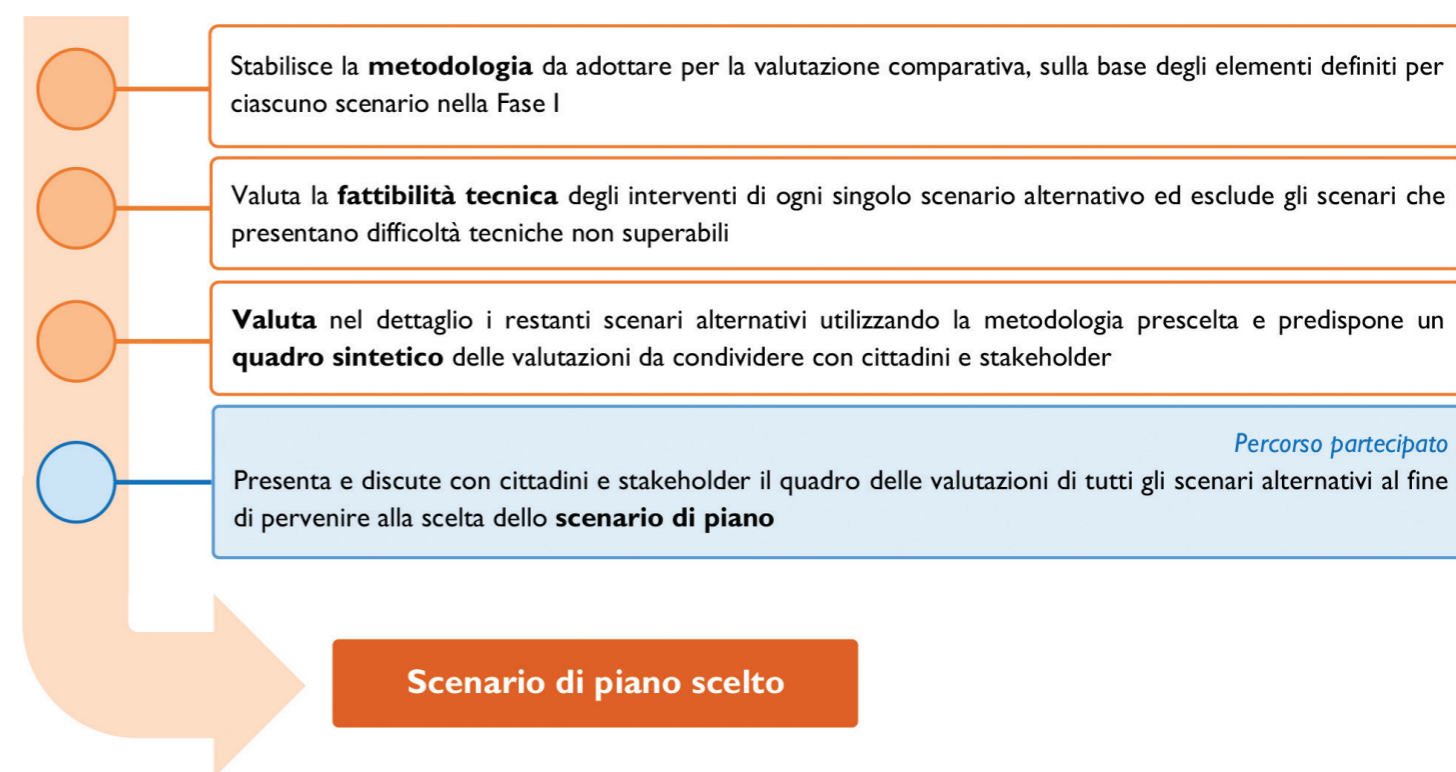 Stabilisce la metodologia da adottare per la valutazione comparativa, sulla base degli elementi definiti per
ciascuno scenario nella Fase I
Valuta la fattibilità tecnica degli interventi di ogni singolo scenario alternativo ed esclude gli scenari che
presentano difficoltà tecniche non superabili
Valuta nel dettaglio i restanti scenari alternativi utilizzando la metodologia prescelta e predispone un
quadro sintetico delle valutazioni da condividere con cittadini e stakeholder
Percorso partecipato
Presenta e discute con cittadini e stakeholder il quadro delle valutazioni di tutti gli scenari alternativi al fine
di pervenire alla scelta dello scenario di piano
Scenario di piano scelto